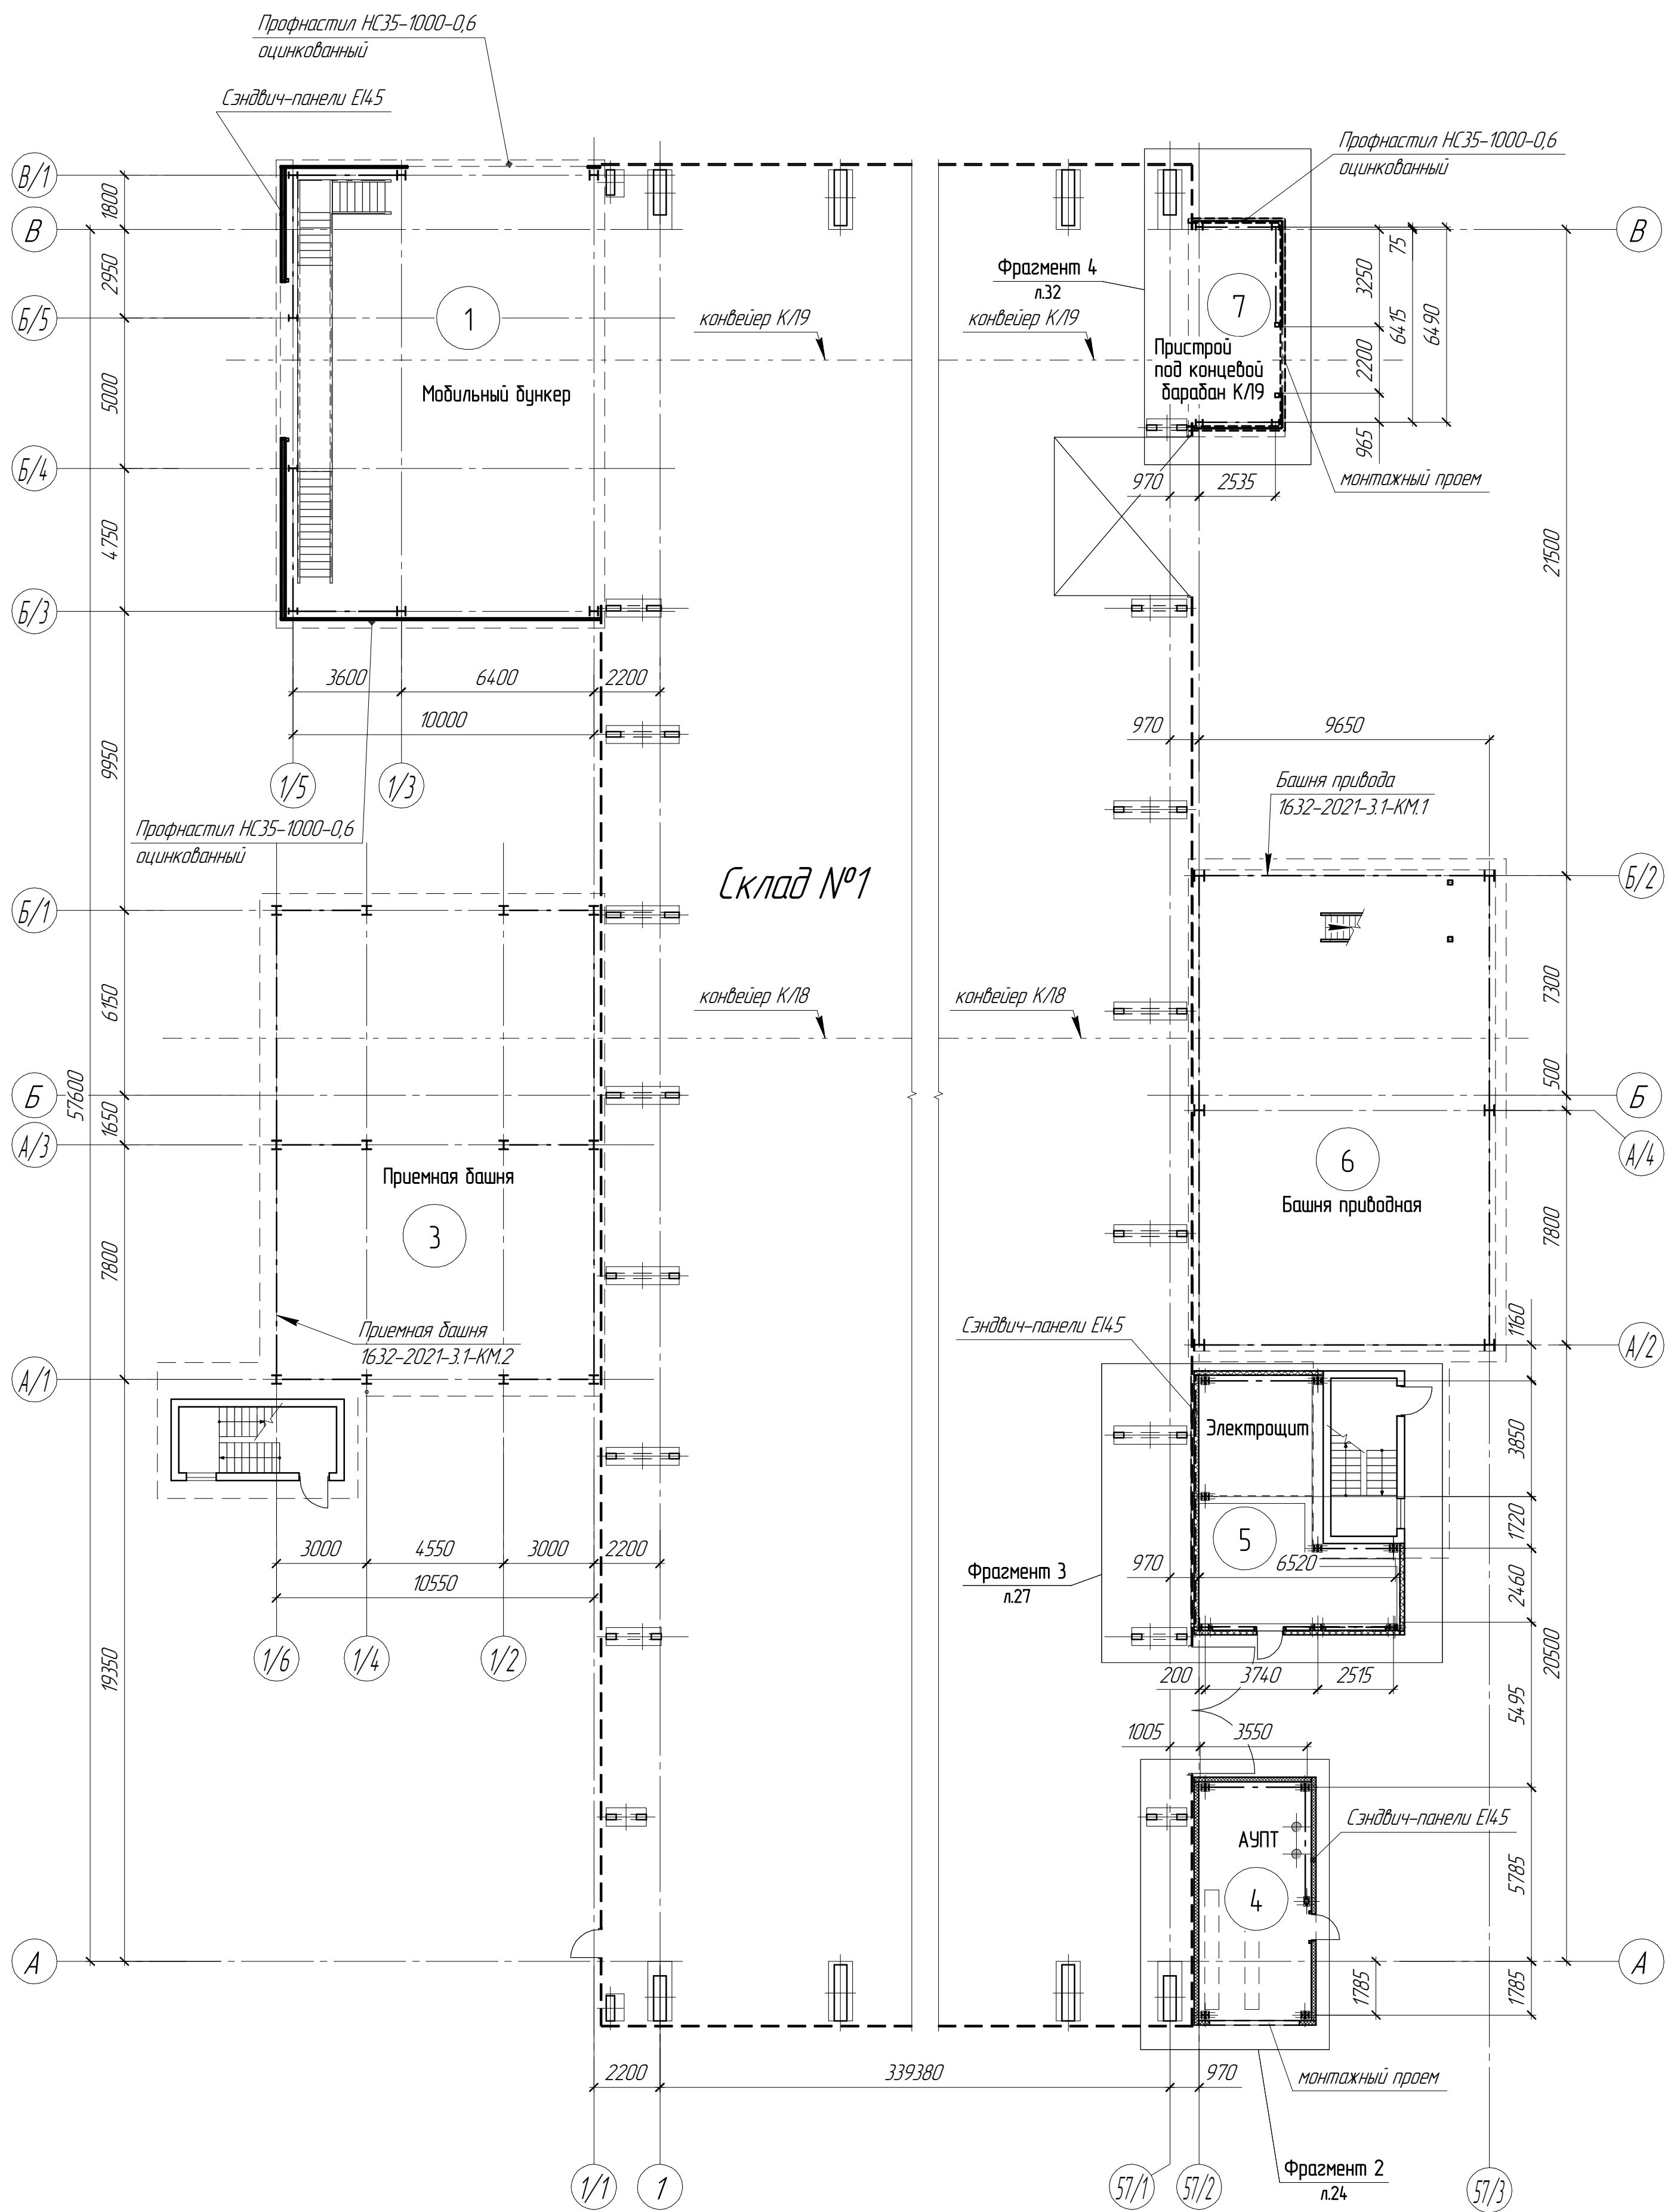 Профнастил НС35-1000-0,6
оцинкованный
Сэндвич-панели EI45
Профнастил НС35-1000-0,6
оцинкованный
В/1
1800
В
В
2950
75
3250
6415
6490
Фрагмент 4
л.32
7
Б/5
1
конвейер КЛ9
конвейер КЛ9
Пристрой
под концевой
барабан КЛ9
2200
5000
Мобильный бункер
965
Б/4
970
2535
монтажный проем
4750
21500
Б/3
3600
6400
2200
10000
970
9650
9950
1/5
1/3
Башня привода
1632-2021-3.1-КМ.1
Профнастил НС35-1000-0,6
оцинкованный
Склад №1
Б/2
Б/1
6150
конвейер КЛ8
конвейер КЛ8
7300
500
57600
Б
Б
1650
А/3
А/4
Приемная башня
6
3
Башня приводная
7800
7800
Приемная башня
1632-2021-3.1-КМ.2
Сэндвич-панели EI45
1160
А/2
А/1
Электрощит
3850
5
1720
3000
4550
3000
2200
970
6520
Фрагмент 3
л.27
10550
2460
1/6
1/4
1/2
19350
20500
200
3740
2515
5495
1005
3550
Сэндвич-панели EI45
АУПТ
4
5785
А
А
1785
1785
2200
339380
970
монтажный проем
1/1
1
57/1
57/2
57/3
Фрагмент 2
л.24